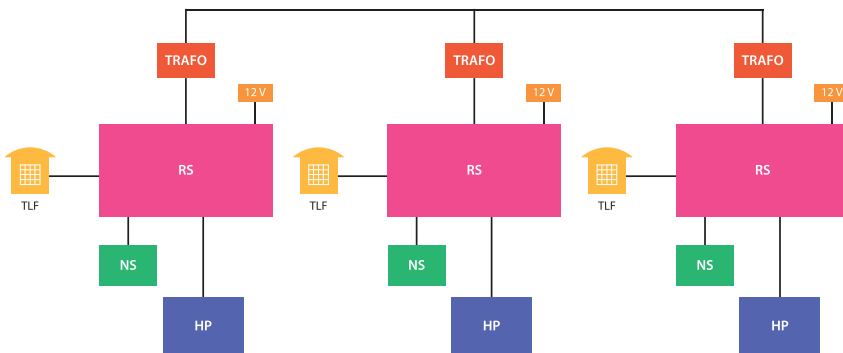 TRAFO TRAFO TRAFO
12 V 12 V 12 V
RS RS RS
TLF TLF TLF
NS NS NS
HP HP HP